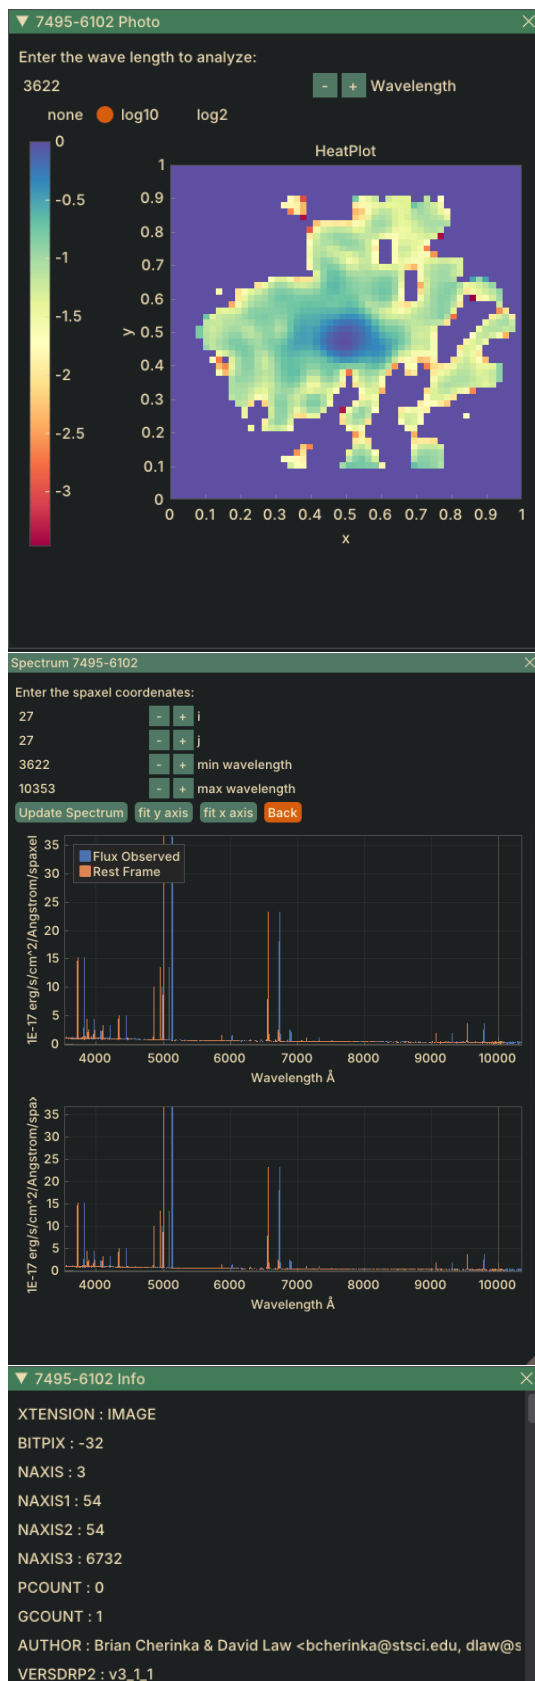 7495-6102 Photo
Enter the wave length to analyze:
3622 - + Wavelength
none log10 log2
HeatPlot
0
-0.5
-1
-1.5
-2
-2.5
-3
1
0.9
0.8
0.7
0.6
0.5
0.4
0.3
0.2
0.1
0
y
0 0.1 0.2 0.3 0.4 0.5 0.6 0.7 0.8 0.9 1
x
Spectrum 7495-6102
Enter the spaxel coordenates:
27 - + i
27 - + j
3622 - + min wavelength
10353 - + max wavelength
Update Spectrum fit y axis fit x axis Back
1E-17 erg/s/cm^2/Angstrom/spaxel
35
30
25
20
15
10
5
0
Flux Observed
Rest Frame
4000 5000 6000 7000 8000 9000 10000
Wavelength Å
1E-17 erg/s/cm^2/Angstrom/spax
35
30
25
20
15
10
5
0
4000 5000 6000 7000 8000 9000 10000
Wavelength Å
7495-6102 Info
XTENSION : IMAGE
BITPIX : -32
NAXIS : 3
NAXIS1 : 54
NAXIS2 : 54
NAXIS3 : 6732
PCOUNT : 0
GCOUNT : 1
AUTHOR : Brian Cherinka & David Law <bcherinka@stsci.edu, dlaw@s
VERSDRP2 : v3_1_1